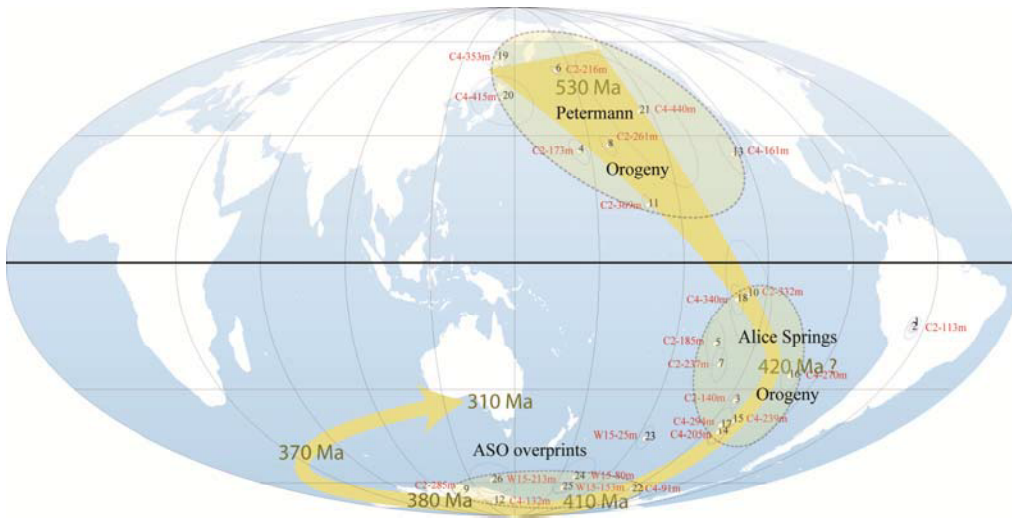 C4-353m 19
6 C2-216m
530 Ma
C4-415m 20
21 C4-440m
Petermann
C2-261m
8
C2-173m 4
13 C4-161m
Orogeny
C2-369m 11
10 C2-332m
C4-340m 18
1
2
C2-113m
Alice Springs
C2-185m 5
C2-237m 7
420 Ma ?
16 C4-270m
Orogeny
C2-140m 3
310 Ma
15 C4-239m
C4-294m 17
C4-205m 14
W15-25m 23
ASO overprints
370 Ma
24 W15-80m
26 W15-213m
C2-285m 9
25 W15-153m
22 C4-91m
380 Ma
12 C4-132m
410 Ma